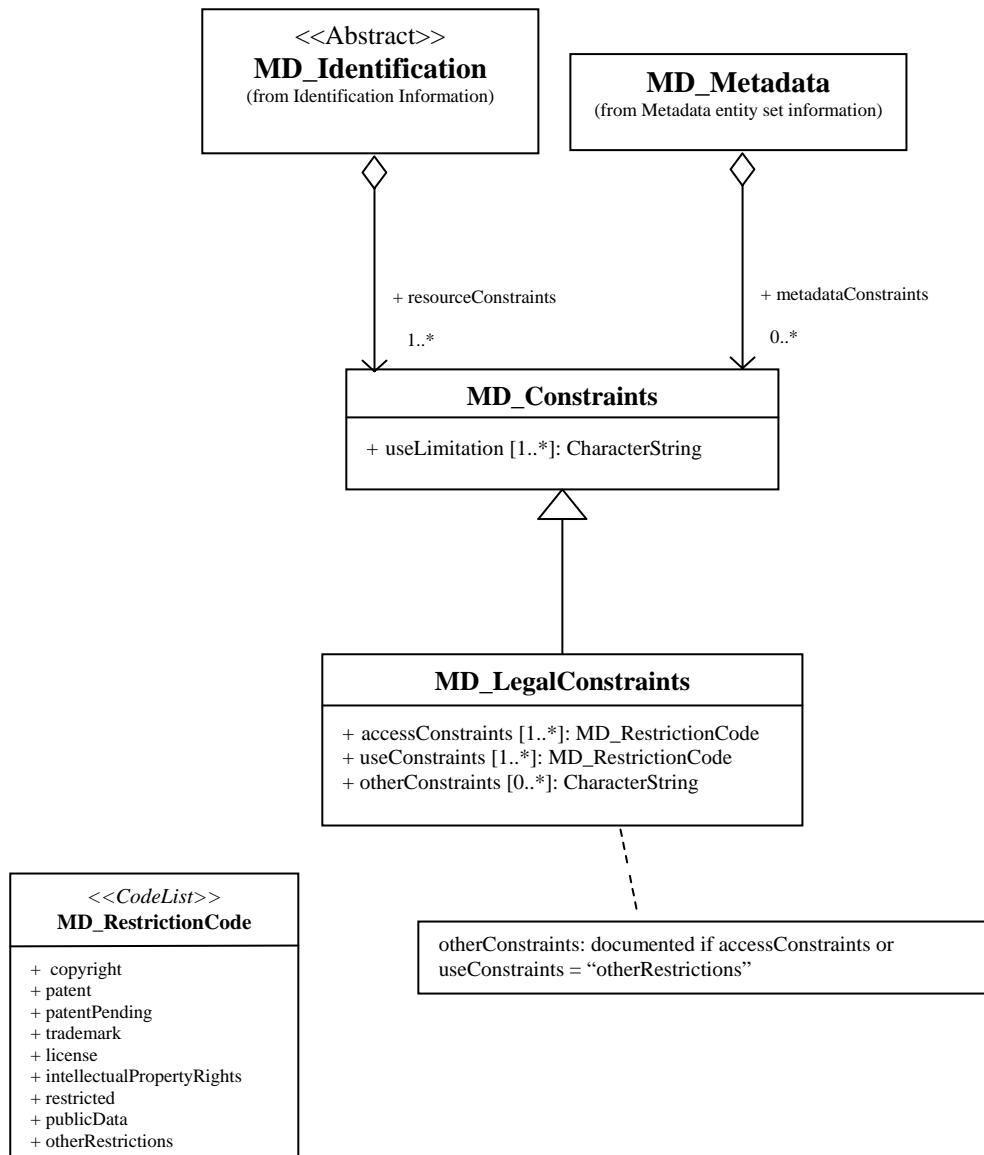 <<Abstract>>
MD_Identification
(from Identification Information)
MD_Metadata
(from Metadata entity set information)
+ resourceConstraints
1..*
+ metadataConstraints
0..*
MD_Constraints
+ useLimitation [1..*]: CharacterString
MD_LegalConstraints
+ accessConstraints [1..*]: MD_RestrictionCode
+ useConstraints [1..*]: MD_RestrictionCode
+ otherConstraints [0..*]: CharacterString
otherConstraints: documented if accessConstraints or
useConstraints = “otherRestrictions”
<<CodeList>>
MD_RestrictionCode
+ copyright
+ patent
+ patentPending
+ trademark
+ license
+ intellectualPropertyRights
+ restricted
+ publicData
+ otherRestrictions